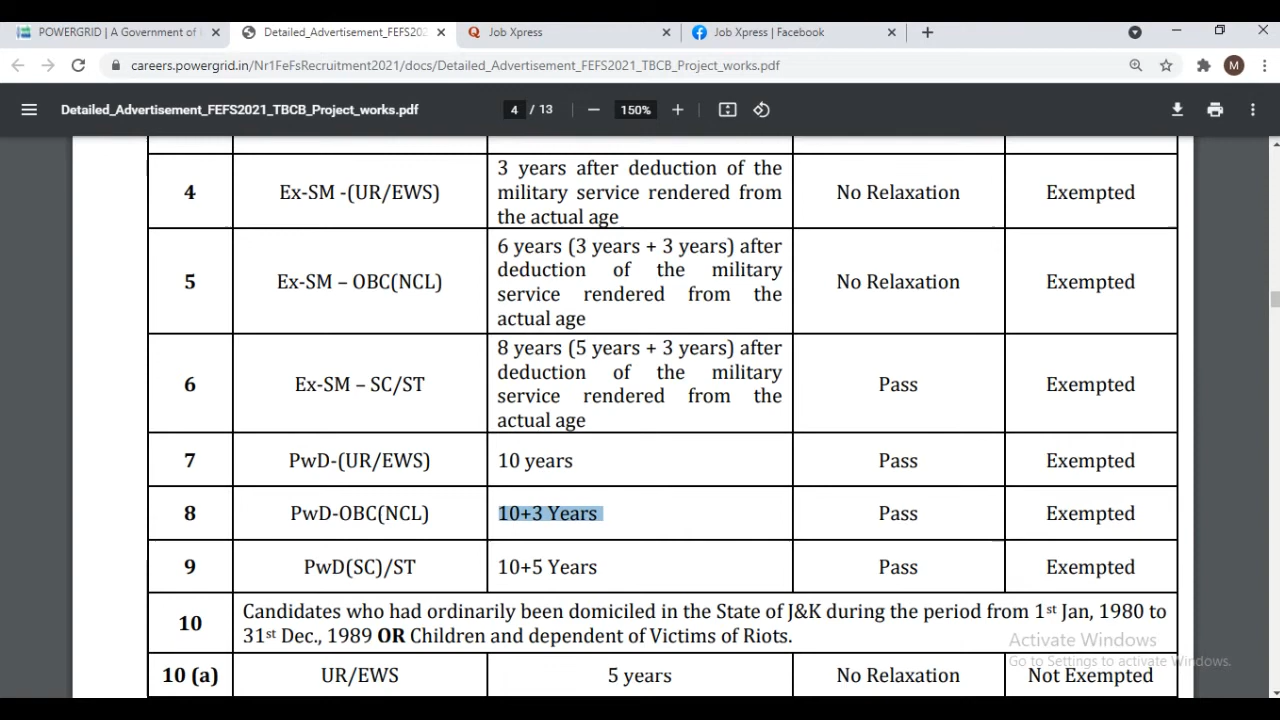 POWERGRID | A Government of I
Detailed_Advertisement_FEFS202
Job Xpress
Job Xpress | Facebook
careers.powergrid.in/Nr1FeFsRecruitment2021/docs/Detailed_Advertisement_FEFS2021_TBCB_Project_works.pdf
M
Detailed_Advertisement_FEFS2021_TBCB_Project_works.pdf
4 / 13
150%
4
Ex-SM -(UR/EWS)
3 years after deduction of the
military service rendered from
the actual age
No Relaxation
Exempted
5
Ex-SM – OBC(NCL)
6 years (3 years + 3 years) after
deduction of the military
service rendered from the
actual age
No Relaxation
Exempted
6
Ex-SM – SC/ST
8 years (5 years + 3 years) after
deduction of the military
service rendered from the
actual age
Pass
Exempted
7
PwD-(UR/EWS)
10 years
Pass
Exempted
8
PwD-OBC(NCL)
10+3 Years
Pass
Exempted
9
PwD(SC)/ST
10+5 Years
Pass
Exempted
10
Candidates who had ordinarily been domiciled in the State of J&K during the period from 1st Jan, 1980 to
31st Dec., 1989 OR Children and dependent of Victims of Riots.
10 (a)
UR/EWS
5 years
No Relaxation
Not Exempted
Activate Windows
Go to Settings to activate Windows.